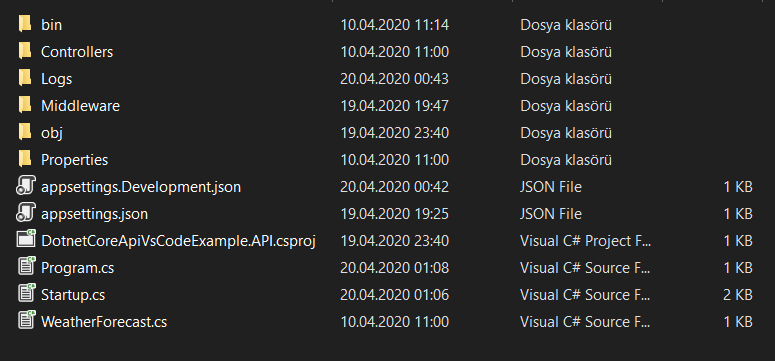 bin 10.04.2020 11:14 Dosya klasörü
Controllers 10.04.2020 11:00 Dosya klasörü
Logs 20.04.2020 00:43 Dosya klasörü
Middleware 19.04.2020 19:47 Dosya klasörü
obj 19.04.2020 23:40 Dosya klasörü
Properties 10.04.2020 11:00 Dosya klasörü
appsettings.Development.json 20.04.2020 00:42 JSON File 1 KB
appsettings.json 19.04.2020 19:25 JSON File 1 KB
DotnetCoreApiVsCodeExample.API.csproj 19.04.2020 23:40 Visual C# Project F... 1 KB
Program.cs 20.04.2020 01:08 Visual C# Source F... 1 KB
Startup.cs 20.04.2020 01:06 Visual C# Source F... 2 KB
WeatherForecast.cs 10.04.2020 11:00 Visual C# Source F... 1 KB